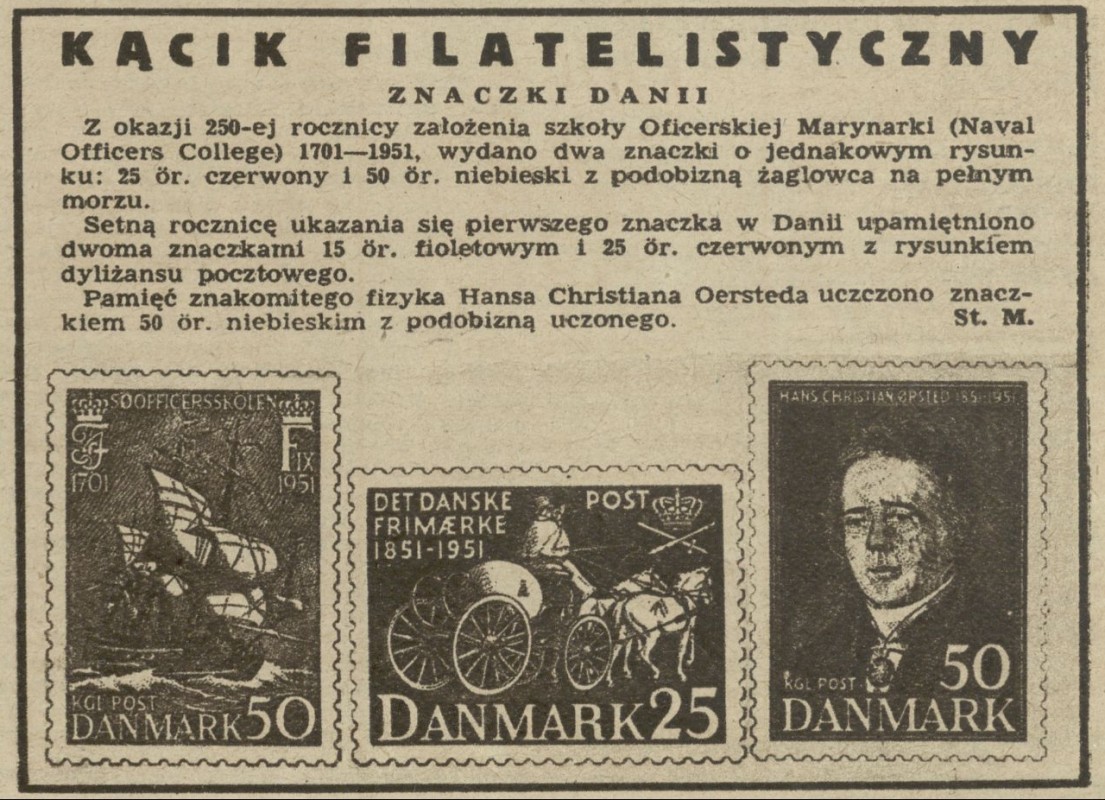 KĄCIK FILATELISTYCZNY
ZNACZKI DANII
Z okazji 250-ej rocznicy założenia szkoły Oficerskiej Marynarki (Naval
Officers College) 1701—1951, wydano dwa znaczki o jednakowym rysun-
ku: 25 ör. czerwony i 50 ör. niebieski z podobizną żaglowca na pełnym
morzu.
Setną rocznicę ukazania się pierwszego znaczka w Danii upamiętniono
dwoma znaczkami 15 ör. fioletowym i 25 ör. czerwonym z rysunkiem
dyliżansu pocztowego.
Pamięć znakomitego fizyka Hansa Christiana Oersteda uczczono znacz-
kiem 50 ör. niebieskim z podobizną uczonego. St. M.
SØOFFICERSSKOLEN
F IX
1701 1951
KGL POST
DANMARK 50
DET DANSKE POST
FRIMÆRKE
1851-1951
DANMARK 25
HANS CHRISTIAN ØRSTED 1851-1951
KGL POST 50
DANMARK